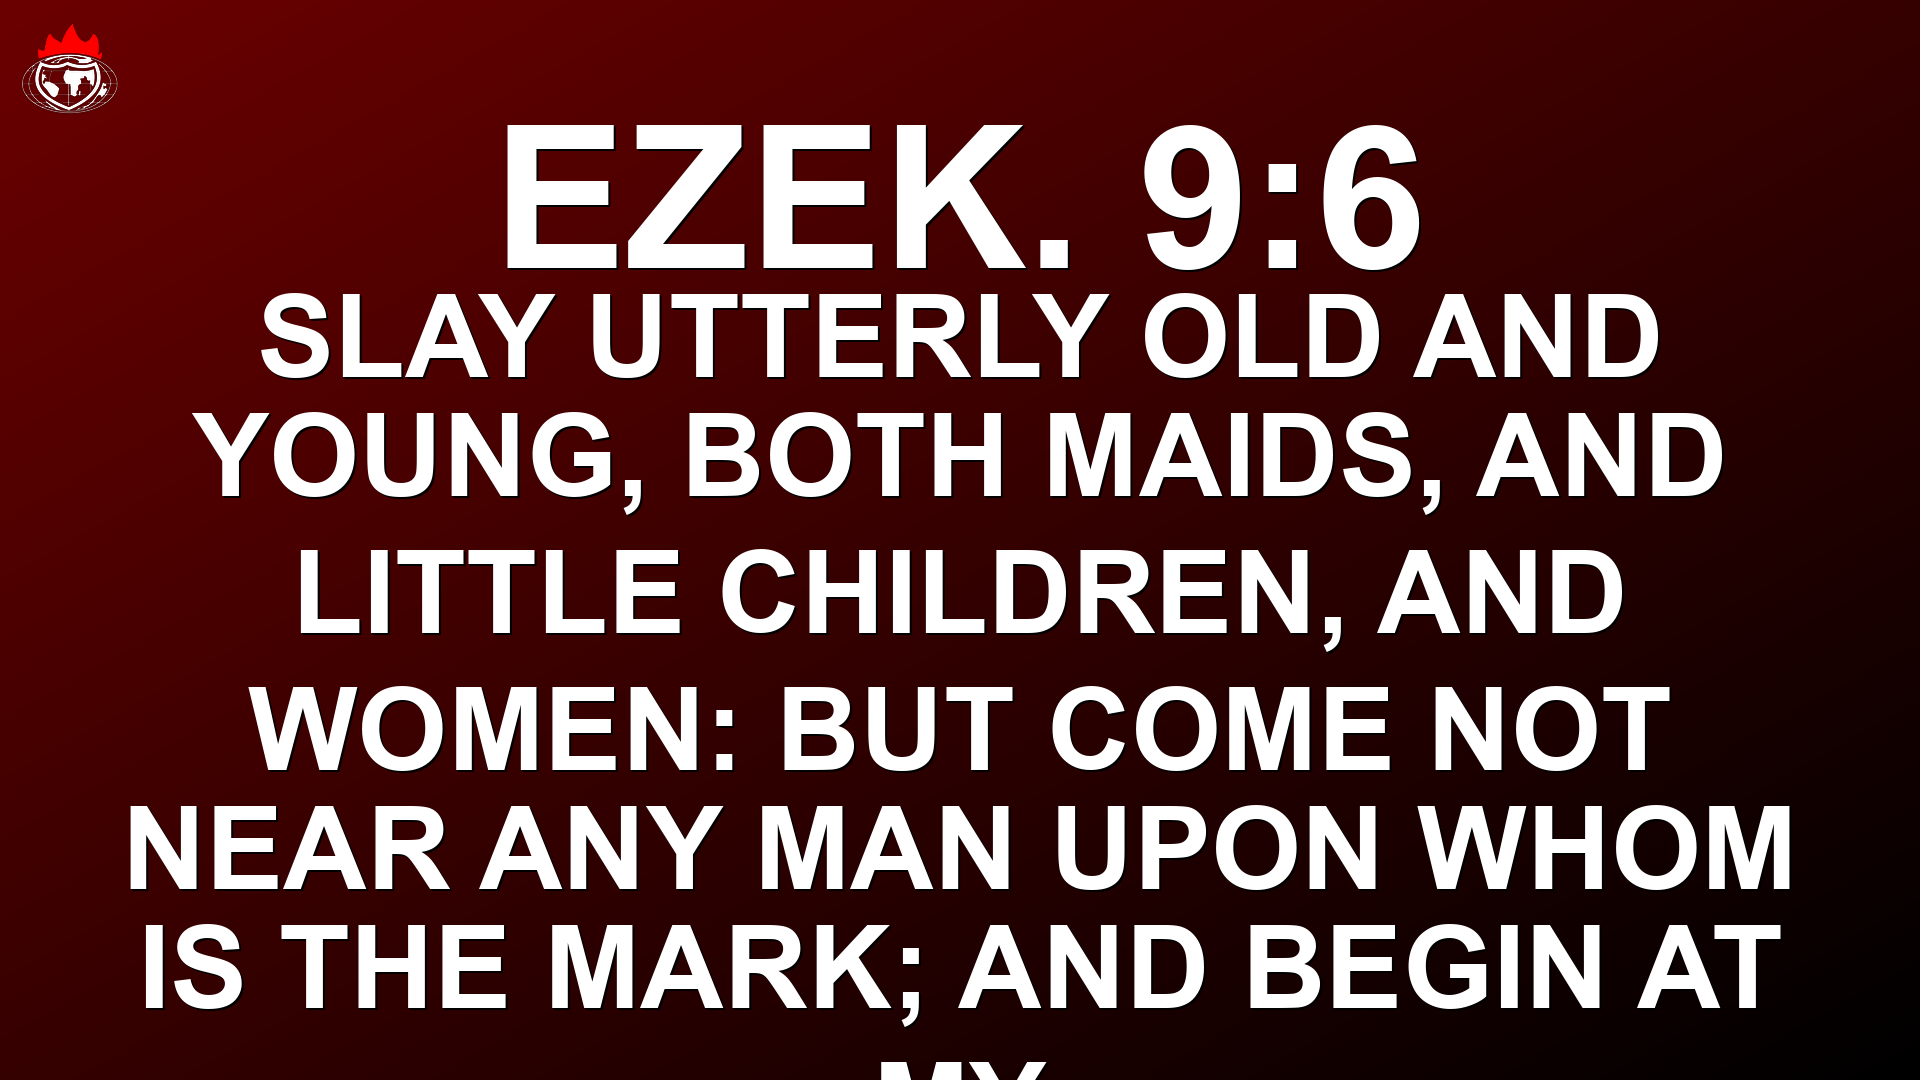 EZEK. 9:6
SLAY UTTERLY OLD AND
YOUNG, BOTH MAIDS, AND
LITTLE CHILDREN, AND
WOMEN: BUT COME NOT
NEAR ANY MAN UPON WHOM
IS THE MARK; AND BEGIN AT
MY